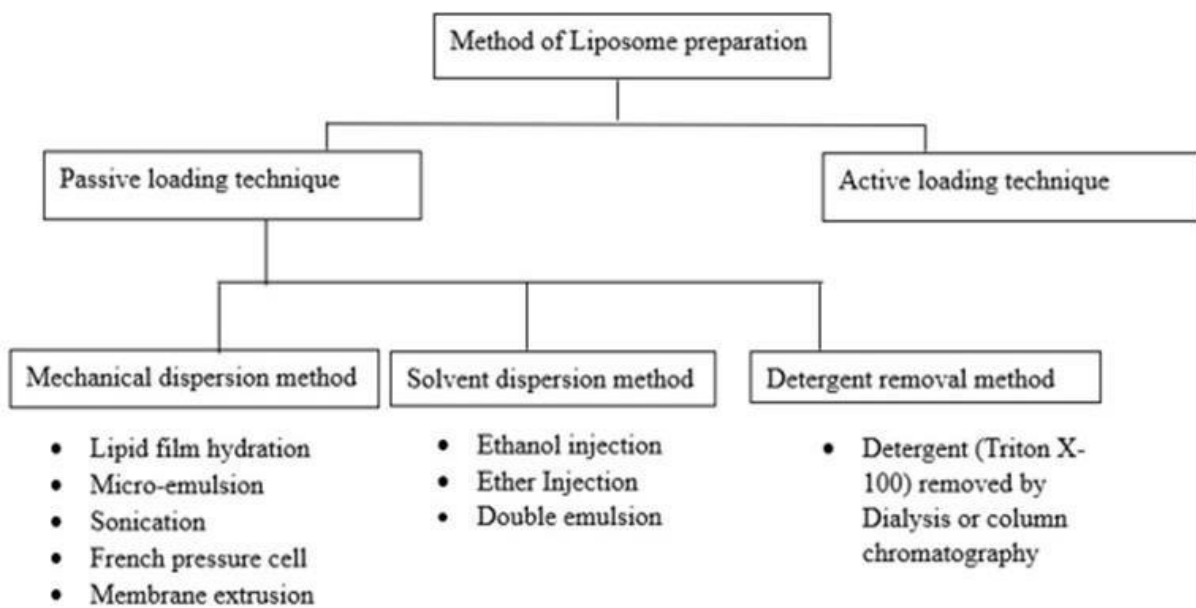 Method of Liposome preparation
Passive loading technique
Active loading technique
Mechanical dispersion method
• Lipid film hydration
• Micro-emulsion
• Sonication
• French pressure cell
• Membrane extrusion
Solvent dispersion method
• Ethanol injection
• Ether Injection
• Double emulsion
Detergent removal method
• Detergent (Triton X-
100) removed by
Dialysis or column
chromatography